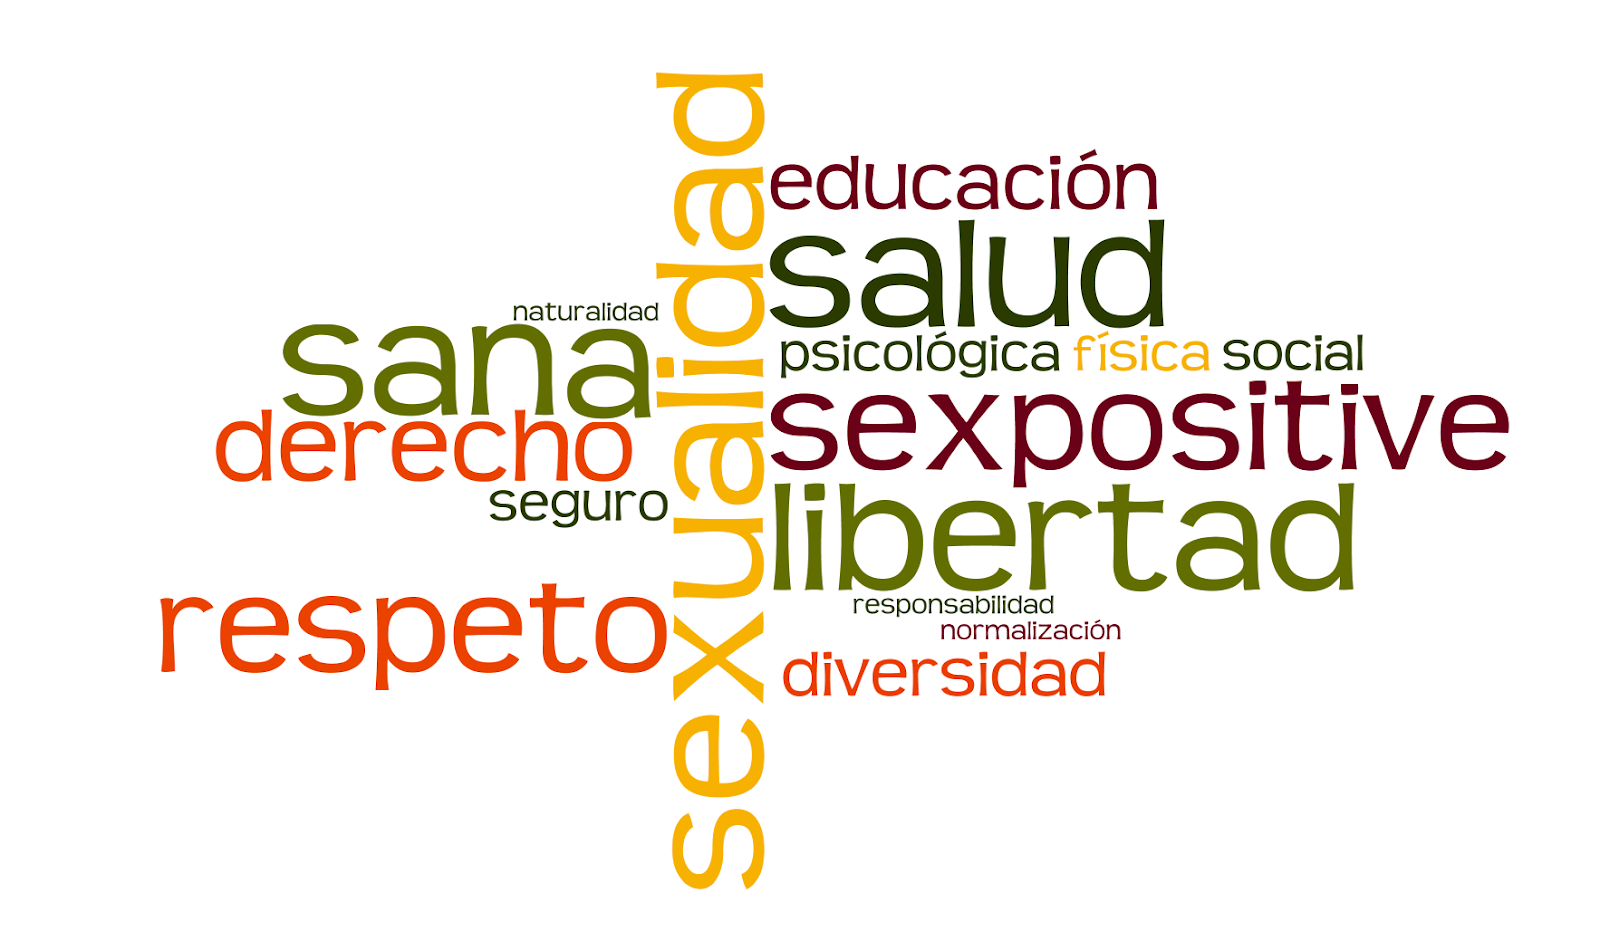 sexualidad
educación
salud
naturalidad
sana
psicológica física social
derecho
sexpositive
seguro
libertad
respeto
responsabilidad
normalización
diversidad